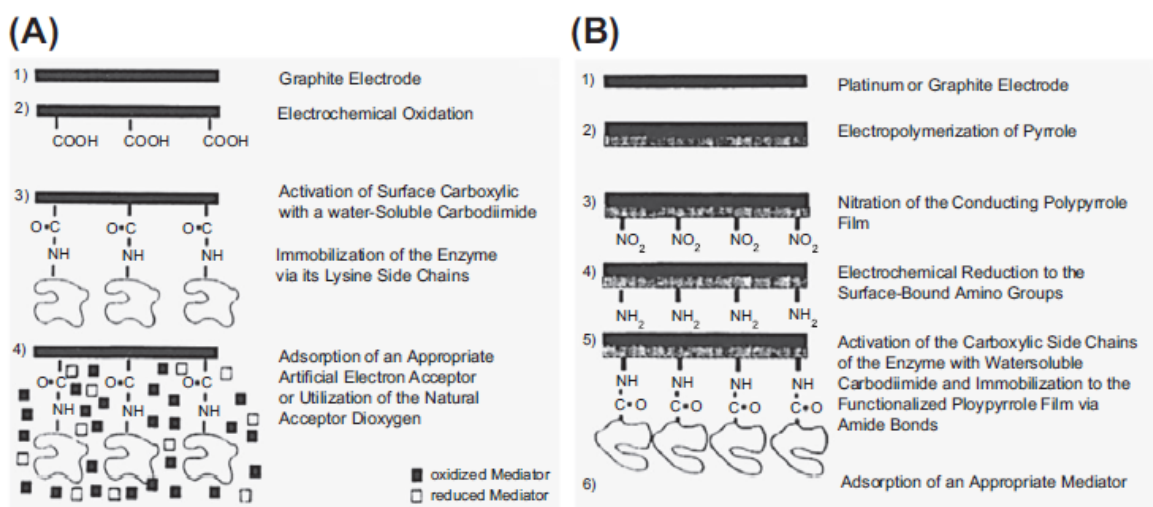 (A)
1)
Graphite Electrode
2)
Electrochemical Oxidation
COOH COOH COOH
3)
Activation of Surface Carboxylic
with a water-Soluble Carbodiimide
O•C O•C O•C
NH NH NH
Immobilization of the Enzyme
via its Lysine Side Chains
4)
Adsorption of an Appropriate
Artificial Electron Acceptor
or Utilization of the Natural
Acceptor Dioxygen
O•C O•C O•C
NH NH NH
oxidized Mediator
reduced Mediator
(B)
1)
Platinum or Graphite Electrode
2)
Electropolymerization of Pyrrole
3)
Nitration of the Conducting Polypyrrole
Film
NO2 NO2 NO2 NO2
4)
Electrochemical Reduction to the
Surface-Bound Amino Groups
NH2 NH2 NH2 NH2
5)
Activation of the Carboxylic Side Chains
of the Enzyme with Watersoluble
Carbodiimide and Immobilization to the
Functionalized Ploypyrrole Film via
Amide Bonds
NH NH NH NH
C•O C•O C•O C•O
6)
Adsorption of an Appropriate Mediator